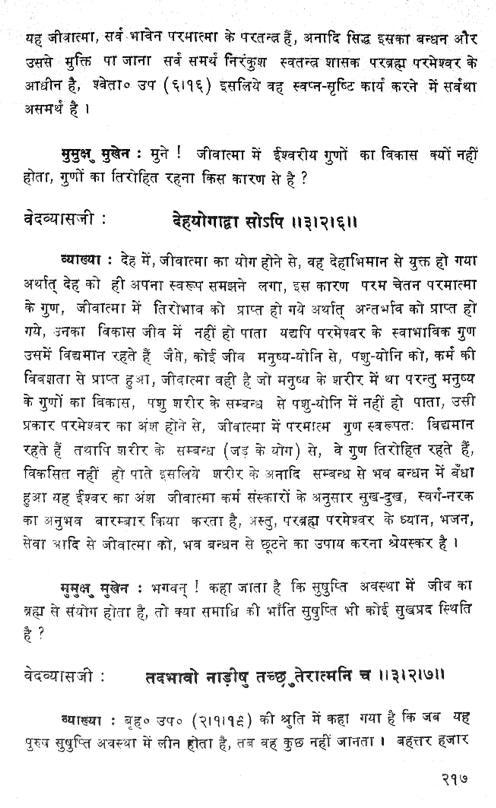 यह जीवात्मा, सर्व भावेन परमात्मा के परतन्त्र हैं, अनादि सिद्ध इसका बन्धन और
उससे मुक्ति पा जाना सर्व समर्थ निरंकुश स्वतन्त्र शासक परब्रह्म परमेश्वर के
आधीन है, श्वेता० उप (६।१६) इसलिये वह स्वप्न-सृष्टि कार्य करने में सर्वथा
असमर्थ है ।
मुमुक्षु मुखेन : मुने ! जीवात्मा में ईश्वरीय गुणों का विकास क्यों नहीं
होता, गुणों का तिरोहित रहना किस कारण से है ?
वेदव्यासजी : देहयोगाद्वा सोऽपि ।।३।२।६।।
व्याख्या : देह में, जीवात्मा का योग होने से, वह देहाभिमान से युक्त हो गया
अर्थात् देह को ही अपना स्वरूप समझने लगा, इस कारण परम चेतन परमात्मा
के गुण, जीवात्मा में तिरोभाव को प्राप्त हो गये अर्थात् अन्तर्भाव को प्राप्त हो
गये, उनका विकास जीव में नहीं हो पाता यद्यपि परमेश्वर के स्वाभाविक गुण
उसमें विद्यमान रहते हैं जैसे, कोई जीव मनुष्य-योनि से, पशु-योनि को, कर्म की
विवशता से प्राप्त हुआ, जीवात्मा वही है जो मनुष्य के शरीर में था परन्तु मनुष्य
के गुणों का विकास, पशु शरीर के सम्बन्ध से पशु-योनि में नहीं हो पाता, उसी
प्रकार परमेश्वर का अंश होने से, जीवात्मा में परमात्म गुण स्वरूपतः विद्यमान
रहते हैं तथापि शरीर के सम्बन्ध (जड़ के योग) से, वे गुण तिरोहित रहते हैं,
विकसित नहीं हो पाते इसलिये शरीर के अनादि सम्बन्ध से भव बन्धन में बँधा
हुआ यह ईश्वर का अंश जीवात्मा कर्म संस्कारों के अनुसार सुख-दुख, स्वर्ग-नरक
का अनुभव बारम्बार किया करता है, अस्तु, परब्रह्म परमेश्वर के ध्यान, भजन,
सेवा आदि से जीवात्मा को, भव बन्धन से छूटने का उपाय करना श्रेयस्कर है ।
मुमुक्षु मुखेन : भगवन् ! कहा जाता है कि सुषुप्ति अवस्था में जीव का
ब्रह्म से संयोग होता है, तो क्या समाधि की भाँति सुषुप्ति भी कोई सुखप्रद स्थिति
है ?
वेदव्यासजी : तदभावो नाड़ीषु तच्छ्रुतेरात्मनि च ।।३।२।७।।
व्याख्या : बृह० उप० (२।१।१९) की श्रुति में कहा गया है कि जब यह
पुरुष सुषुप्ति अवस्था में लीन होता है, तब वह कुछ नहीं जानता । बहत्तर हजार
२१७